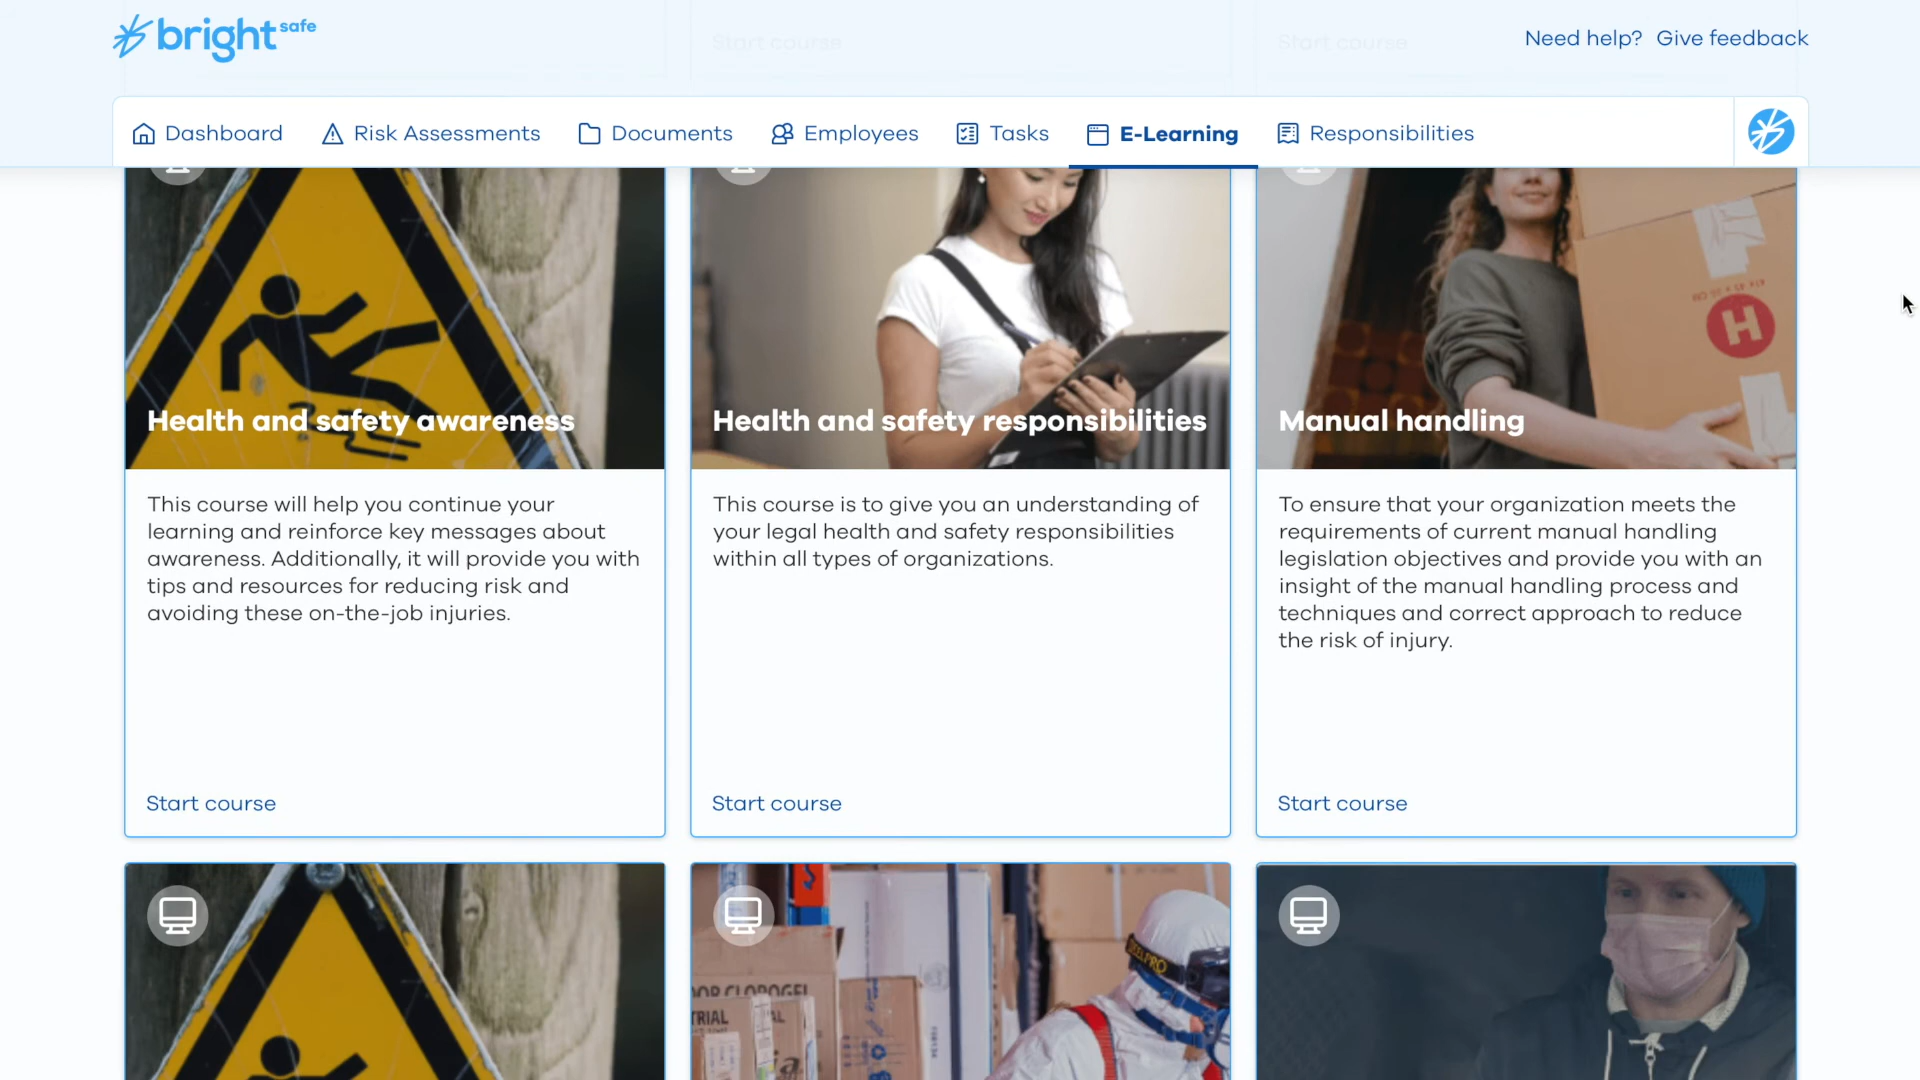 bright safe
Need help? Give feedback
Start course Start course
Dashboard Risk Assessments Documents Employees Tasks E-Learning Responsibilities
H
Health and safety awareness
Health and safety responsibilities
Manual handling
This course will help you continue your
learning and reinforce key messages about
awareness. Additionally, it will provide you with
tips and resources for reducing risk and
avoiding these on-the-job injuries.
This course is to give you an understanding of
your legal health and safety responsibilities
within all types of organizations.
To ensure that your organization meets the
requirements of current manual handling
legislation objectives and provide you with an
insight of the manual handling process and
techniques and correct approach to reduce
the risk of injury.
Start course
Start course
Start course